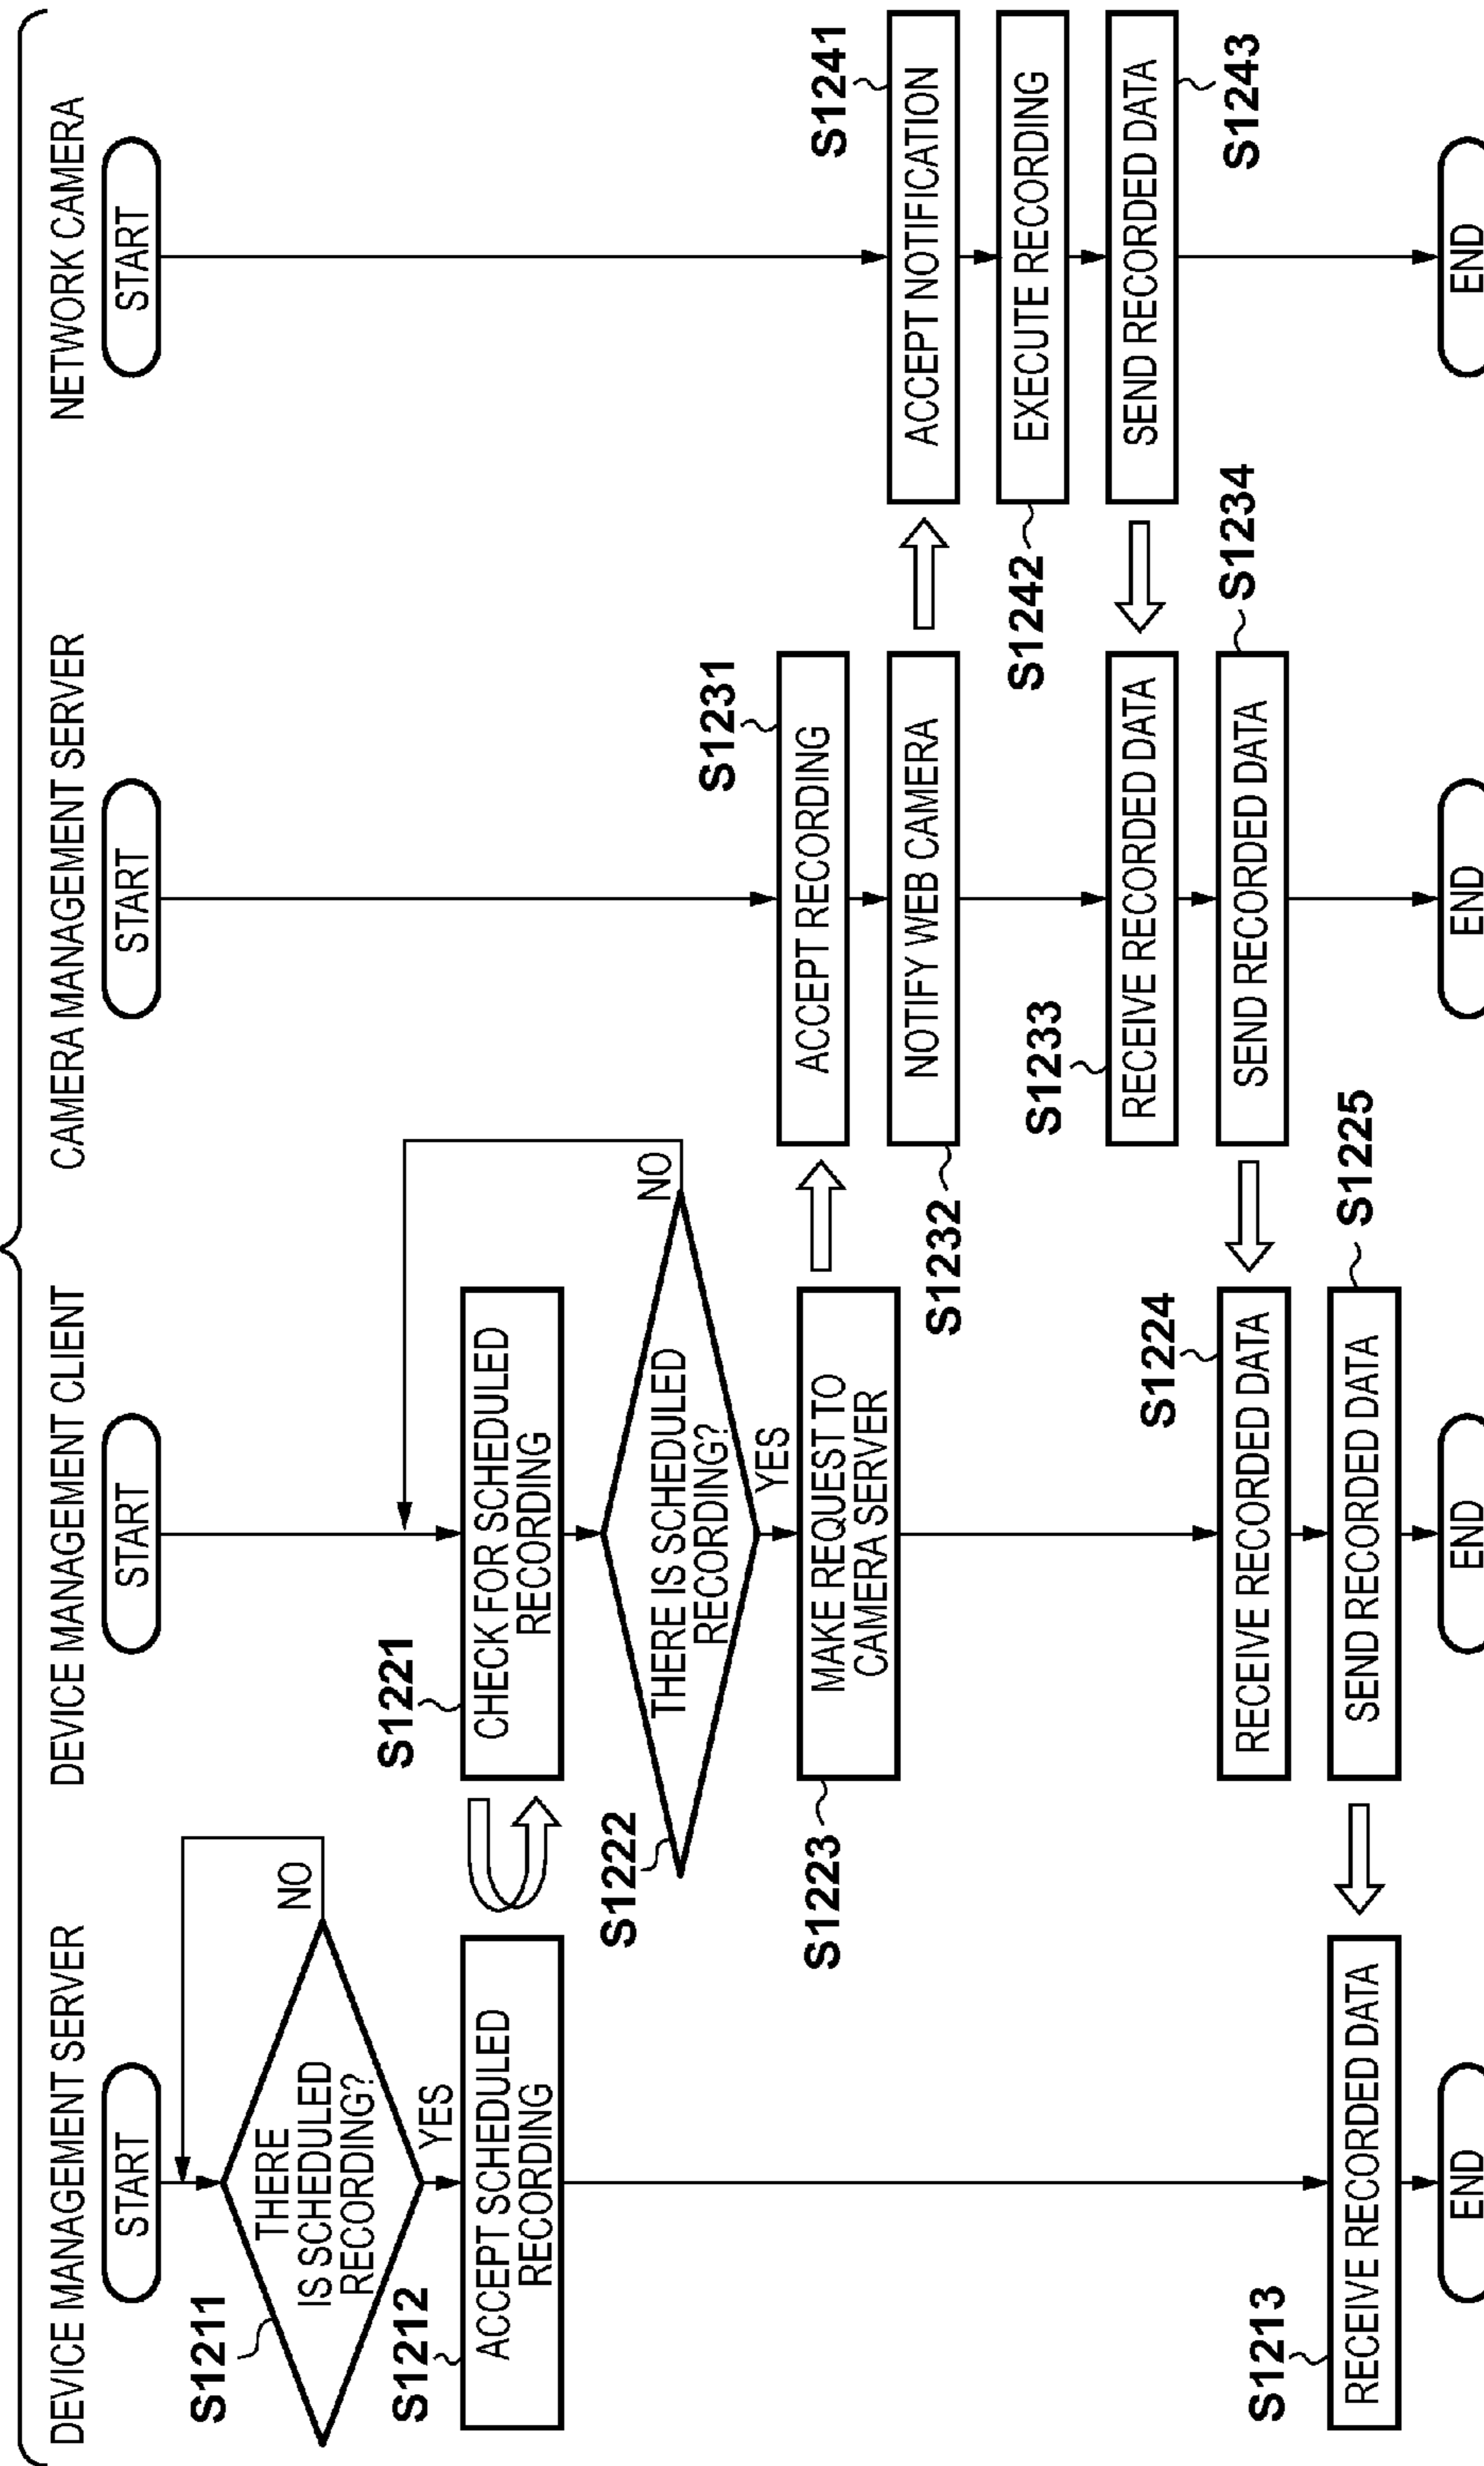 DEVICE MANAGEMENT SERVER
START
S1211
THERE
IS SCHEDULED
RECORDING?
NO
YES
S1212
ACCEPT SCHEDULED
RECORDING
S1213
RECEIVE RECORDED DATA
END
DEVICE MANAGEMENT CLIENT
START
S1221
CHECK FOR SCHEDULED
RECORDING
S1222
THERE IS SCHEDULED
RECORDING?
NO
YES
S1223
MAKE REQUEST TO
CAMERA SERVER
S1224
RECEIVE RECORDED DATA
S1225
SEND RECORDED DATA
END
CAMERA MANAGEMENT SERVER
START
S1231
ACCEPT RECORDING
S1232
NOTIFY WEB CAMERA
S1233
RECEIVE RECORDED DATA
S1234
SEND RECORDED DATA
END
NETWORK CAMERA
START
S1241
ACCEPT NOTIFICATION
S1242
EXECUTE RECORDING
S1243
SEND RECORDED DATA
END